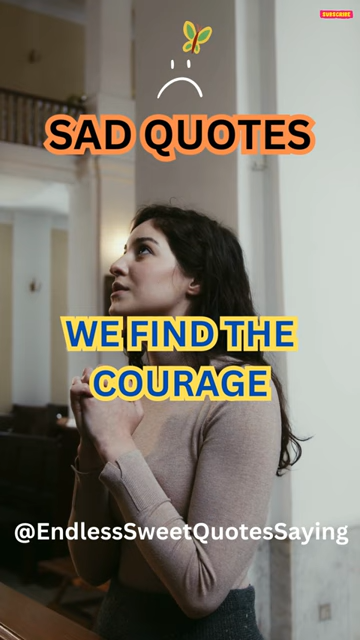 SUBSCRIBE
SAD QUOTES
WE FIND THE
COURAGE
@EndlessSweetQuotesSaying